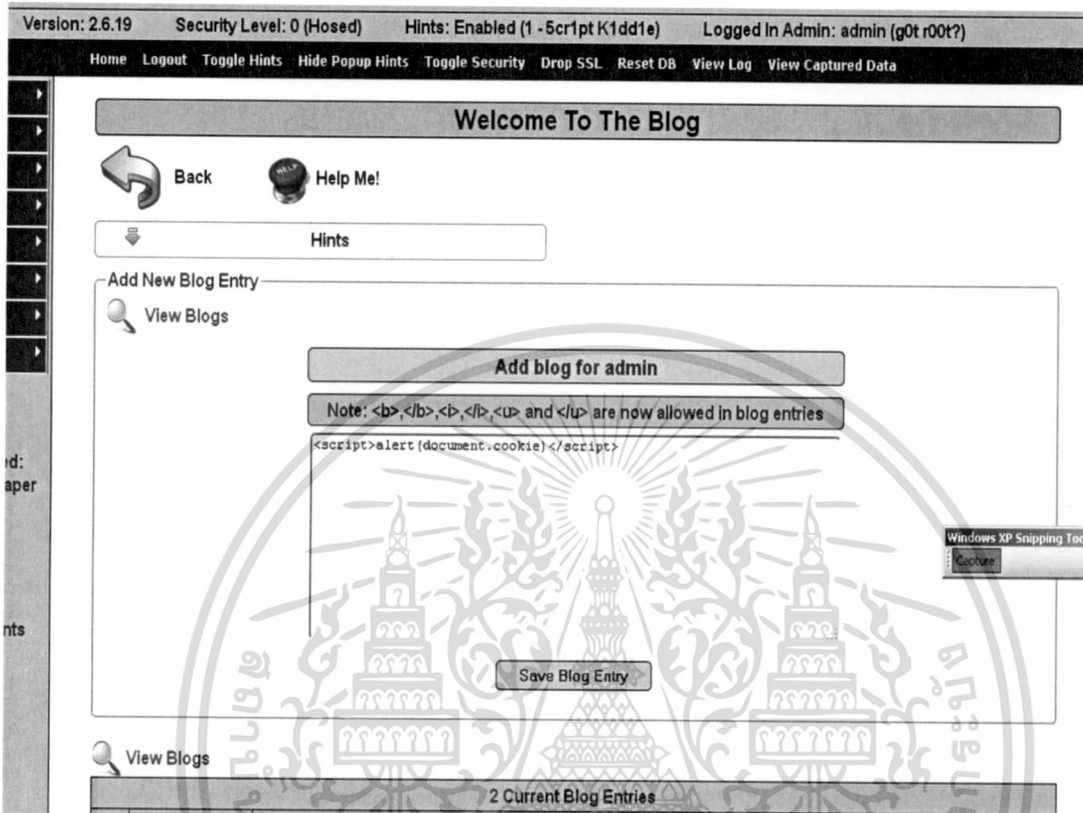 Version: 2.6.19 Security Level: 0 (Hosed) Hints: Enabled (1 - 5cr1pt K1dd1e) Logged In Admin: admin (g0t r00t?)
Home Logout Toggle Hints Hide Popup Hints Toggle Security Drop SSL Reset DB View Log View Captured Data
Welcome To The Blog
Back
HELP
Help Me!
Hints
Add New Blog Entry
View Blogs
Add blog for admin
Note: <b>,</b>,<i>,</i>,<u> and </u> are now allowed in blog entries
<script>alert(document.cookie)</script>
Windows XP Snipping Too
Capture
Save Blog Entry
View Blogs
2 Current Blog Entries